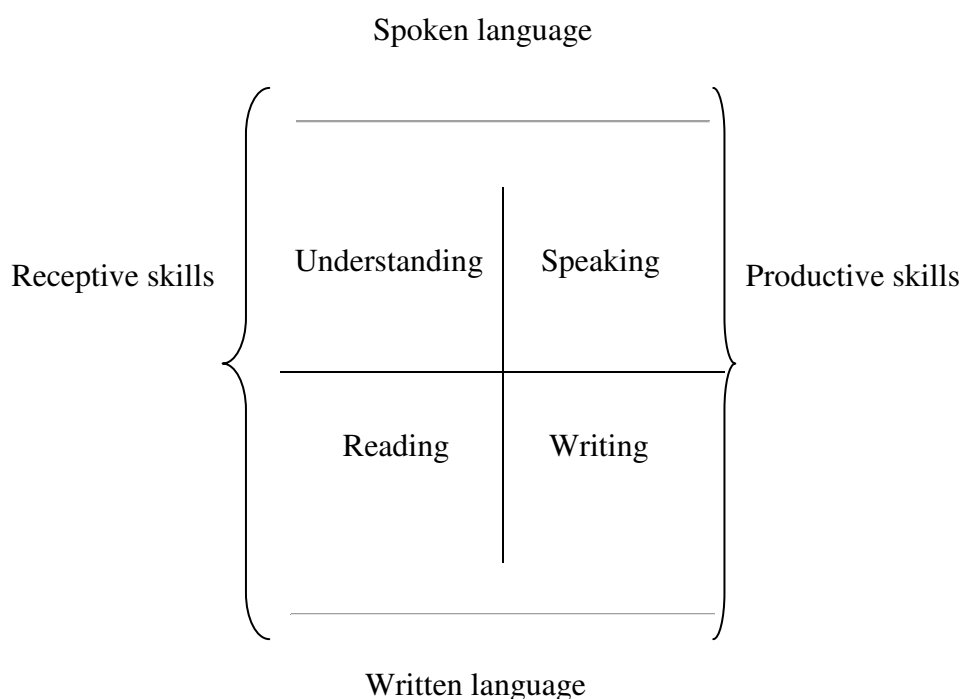 Spoken language
Understanding
Speaking
Receptive skills
Productive skills
Reading
Writing
Written language